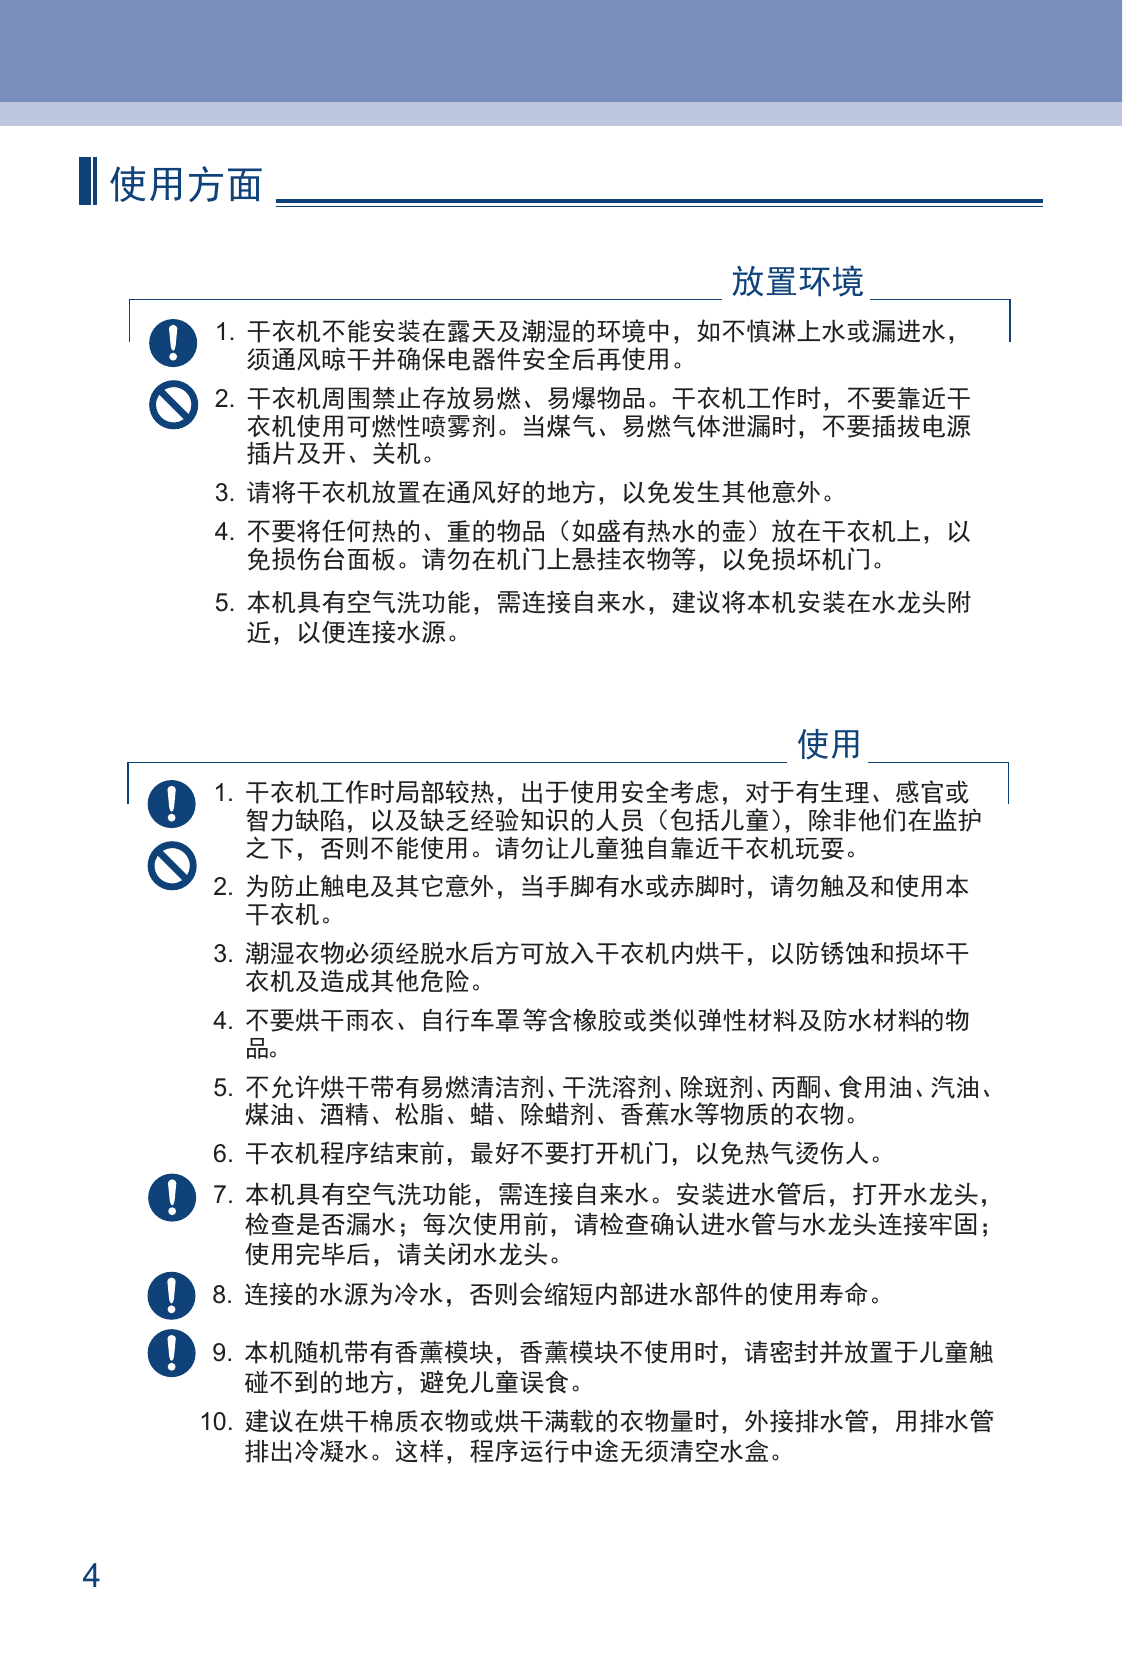 使用方面
放置环境
1. 干衣机不能安装在露天及潮湿的环境中，如不慎淋上水或漏进水，
须通风晾干并确保电器件安全后再使用。
2. 干衣机周围禁止存放易燃、易爆物品。干衣机工作时，不要靠近干
衣机使用可燃性喷雾剂。当煤气、易燃气体泄漏时，不要插拔电源
插片及开、关机。
3. 请将干衣机放置在通风好的地方，以免发生其他意外。
4. 不要将任何热的、重的物品（如盛有热水的壶）放在干衣机上，以
免损伤台面板。请勿在机门上悬挂衣物等，以免损坏机门。
5. 本机具有空气洗功能，需连接自来水，建议将本机安装在水龙头附
近，以便连接水源。
使用
1. 干衣机工作时局部较热，出于使用安全考虑，对于有生理、感官或
智力缺陷，以及缺乏经验知识的人员（包括儿童），除非他们在监护
之下，否则不能使用。请勿让儿童独自靠近干衣机玩耍。
2. 为防止触电及其它意外，当手脚有水或赤脚时，请勿触及和使用本
干衣机。
3. 潮湿衣物必须经脱水后方可放入干衣机内烘干，以防锈蚀和损坏干
衣机及造成其他危险。
4. 不要烘干雨衣、自行车罩等含橡胶或类似弹性材料及防水材料的物
品。
5. 不允许烘干带有易燃清洁剂、干洗溶剂、除斑剂、丙酮、食用油、汽油、
煤油、酒精、松脂、蜡、除蜡剂、香蕉水等物质的衣物。
6. 干衣机程序结束前，最好不要打开机门，以免热气烫伤人。
7. 本机具有空气洗功能，需连接自来水。安装进水管后，打开水龙头，
检查是否漏水；每次使用前，请检查确认进水管与水龙头连接牢固；
使用完毕后，请关闭水龙头。
8. 连接的水源为冷水，否则会缩短内部进水部件的使用寿命。
9. 本机随机带有香薰模块，香薰模块不使用时，请密封并放置于儿童触
碰不到的地方，避免儿童误食。
10. 建议在烘干棉质衣物或烘干满载的衣物量时，外接排水管，用排水管
排出冷凝水。这样，程序运行中途无须清空水盒。
4